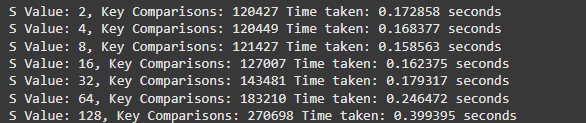 S Value: 2, Key Comparisons: 120427 Time taken: 0.172858 seconds
S Value: 4, Key Comparisons: 120449 Time taken: 0.168377 seconds
S Value: 8, Key Comparisons: 121427 Time taken: 0.158563 seconds
S Value: 16, Key Comparisons: 127007 Time taken: 0.162375 seconds
S Value: 32, Key Comparisons: 143481 Time taken: 0.179317 seconds
S Value: 64, Key Comparisons: 183210 Time taken: 0.246472 seconds
S Value: 128, Key Comparisons: 270698 Time taken: 0.399395 seconds